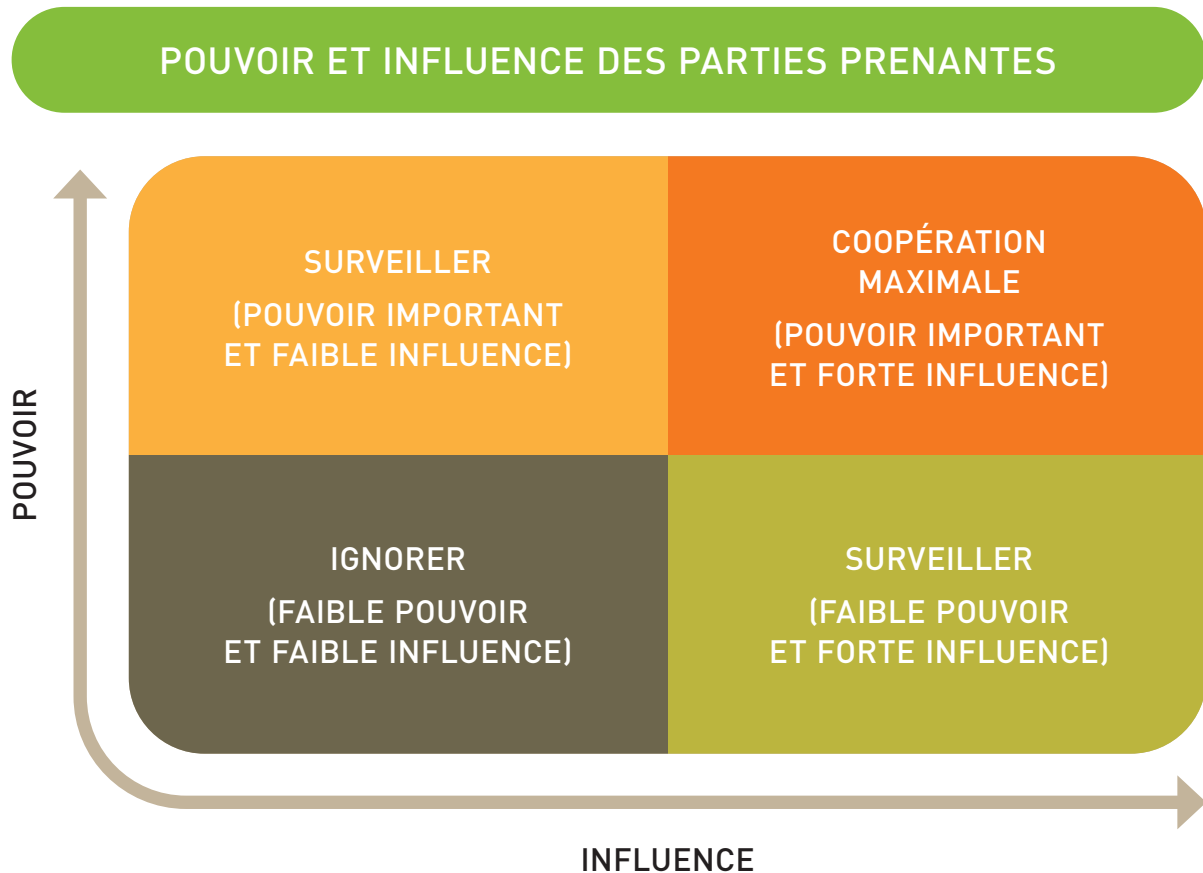 POUVOIR ET INFLUENCE DES PARTIES PRENANTES
SURVEILLER
(POUVOIR IMPORTANT
ET FAIBLE INFLUENCE)
COOPÉRATION
MAXIMALE
(POUVOIR IMPORTANT
ET FORTE INFLUENCE)
POUVOIR
IGNORER
(FAIBLE POUVOIR
ET FAIBLE INFLUENCE)
SURVEILLER
(FAIBLE POUVOIR
ET FORTE INFLUENCE)
INFLUENCE